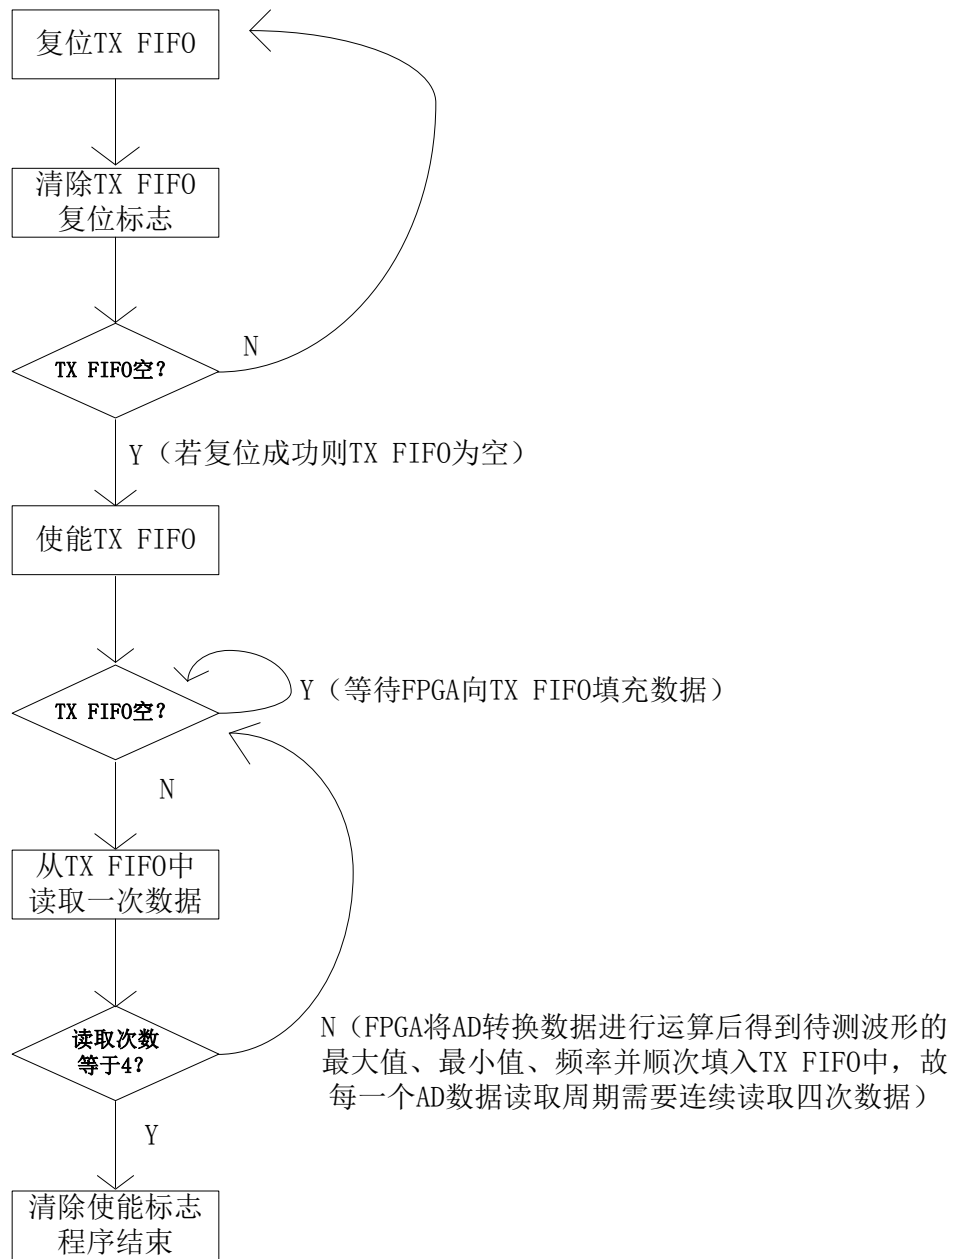 复位TX FIFO
清除TX FIFO
复位标志
TX FIFO空?
N
Y（若复位成功则TX FIFO为空）
使能TX FIFO
TX FIFO空?
Y（等待FPGA向TX FIFO填充数据）
N
从TX FIFO中
读取一次数据
读取次数
等于4?
N（FPGA将AD转换数据进行运算后得到待测波形的
最大值、最小值、频率并顺次填入TX FIFO中，故
每一个AD数据读取周期需要连续读取四次数据）
Y
清除使能标志
程序结束